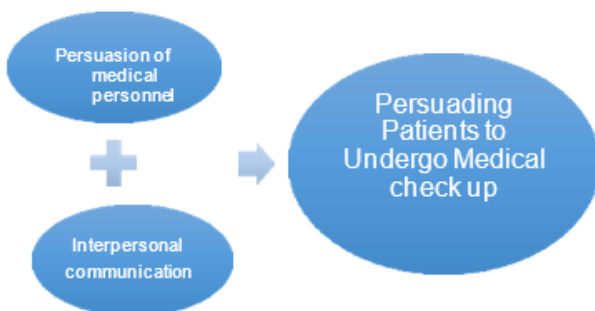 Persuasion of
medical
personnel
Interpersonal
communication
Persuading
Patients to
Undergo Medical
check up